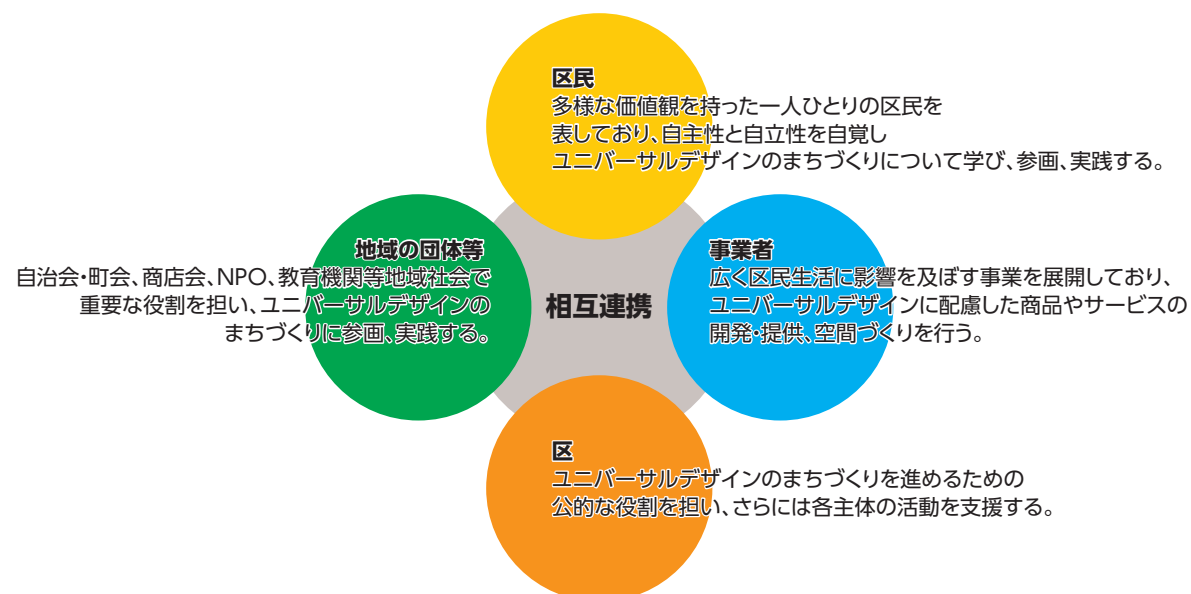 区民
多様な価値観を持った一人ひとりの区民を
表しており、自主性と自立性を自覚し
ユニバーサルデザインのまちづくりについて学び、参画、実践する。
地域の団体等
自治会・町会、商店会、NPO、教育機関等地域社会で
重要な役割を担い、ユニバーサルデザインの
まちづくりに参画、実践する。
相互連携
事業者
広く区民生活に影響を及ぼす事業を展開しており、
ユニバーサルデザインに配慮した商品やサービスの
開発・提供、空間づくりを行う。
区
ユニバーサルデザインのまちづくりを進めるための
公的な役割を担い、さらには各主体の活動を支援する。